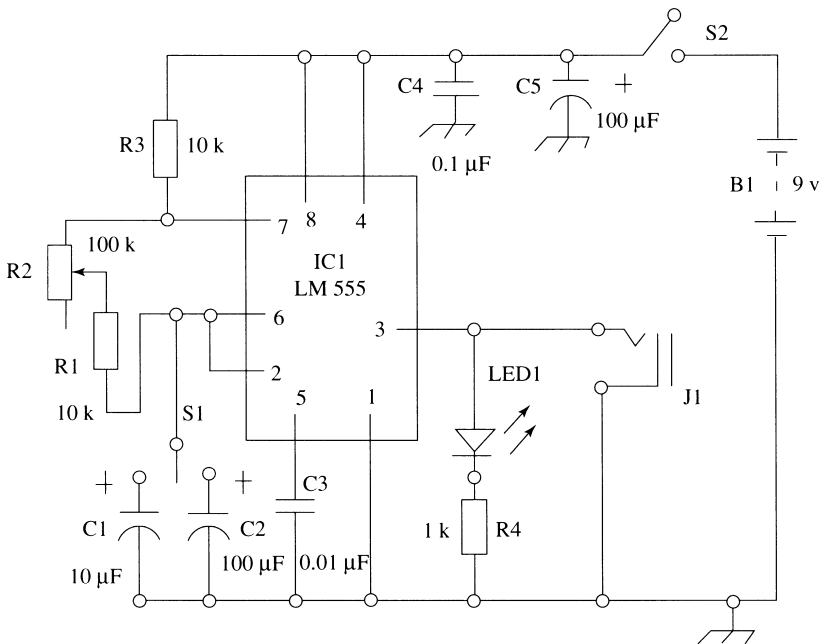 S2
C4
C5
+
100 µF
0.1 µF
R3
10 k
B1
9 v
7
8
4
100 k
R2
IC1
LM 555
6
3
R1
2
LED1
10 k
S1
5
1
J1
+
+
C3
C1
C2
1 k
R4
10 µF
100 µF
0.01 µF